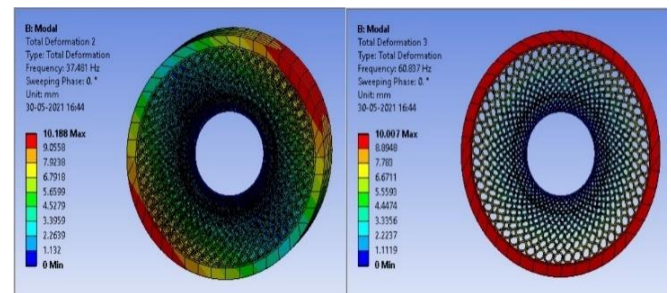 B: Modal
Total Deformation 2
Type: Total Deformation
Frequency: 37.481 Hz
Sweeping Phase: 0. °
Unit: mm
30-05-2021 16:44
10.188 Max
9.0558
7.9238
6.7918
5.6599
4.5279
3.3959
2.2639
1.132
0 Min
B: Modal
Total Deformation 3
Type: Total Deformation
Frequency: 60.837 Hz
Sweeping Phase: 0. °
Unit: mm
30-05-2021 16:44
10.007 Max
8.8948
7.783
6.6711
5.5593
4.4474
3.3356
2.2237
1.1119
0 Min